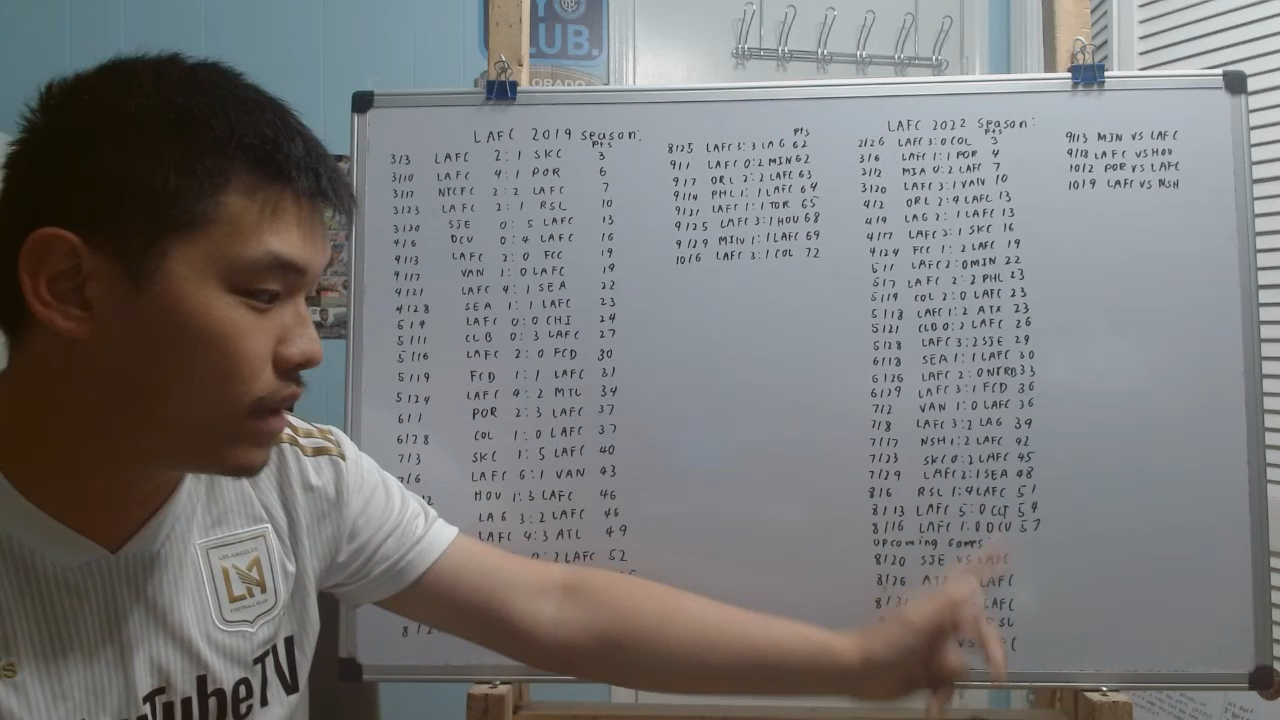 YO
LUB.
ORADO
LAFC 2019 season:
Pts
3/3 LAFC 2:1 SKC 3
3/10 LAFC 4:1 POR 6
3/17 NYCFC 2:2 LAFC 7
3/23 LAFC 2:1 RSL 10
3/30 SJE 0:5 LAFC 13
4/6 DCU 0:4 LAFC 16
4/13 LAFC 2:0 FCC 19
4/17 VAN 1:0 LAFC 19
4/21 LAFC 4:1 SEA 22
4/28 SEA 1:1 LAFC 23
LAFC 0:0 CHI 24
5/11 CLB 0:3 LAFC 27
5/16 LAFC 2:0 FCD 30
5/19 FCD 1:1 LAFC 31
5/24 LAFC 4:2 MTL 34
6/1 POR 2:3 LAFC 37
6/28 COL 1:0 LAFC 37
7/3 SKC 1:5 LAFC 40
7/6 LAFC 6:1 VAN 43
2 HOU 1:3 LAFC 46
LAG 3:2 LAFC 46
LAFC 4:3 ATL 49
0:2 LAFC 52
Pts
8/25 LAFC 3:3 LAG 62
9/1 LAFC 0:2 MIN 62
9/7 ORL 2:2 LAFC 63
9/14 PHL 1:1 LAFC 64
9/21 LAFC 1:1 TOR 65
9/25 LAFC 3:1 HOU 68
9/29 MIN 1:1 LAFC 69
10/6 LAFC 3:1 COL 72
LAFC 2022 season:
Pts
2/26 LAFC 3:0 COL 3
3/6 LAFC 1:1 POR 4
3/12 MIA 0:2 LAFC 7
3/20 LAFC 3:1 VAN 10
4/2 ORL 2:4 LAFC 13
4/9 LAG 2:1 LAFC 13
4/17 LAFC 3:1 SKC 16
4/24 FCC 1:2 LAFC 19
5/1 LAFC 2:0 MIN 22
5/7 LAFC 2:2 PHL 23
5/14 COL 2:0 LAFC 23
5/18 LAFC 1:2 ATX 23
5/21 CLB 0:2 LAFC 26
5/28 LAFC 3:2 SJE 29
6/18 SEA 1:1 LAFC 30
6/26 LAFC 2:0 NYRB 33
6/29 LAFC 3:1 FCD 36
7/2 VAN 1:0 LAFC 36
7/8 LAFC 3:2 LAG 39
7/17 NSH 1:2 LAFC 42
7/23 SKC 0:2 LAFC 45
7/29 LAFC 2:1 SEA 48
8/6 RSL 1:4 LAFC 51
8/13 LAFC 5:0 CLT 54
8/16 LAFC 1:0 DCU 57
Upcoming Games:
8/20 SJE VS LAFC
8/26 LAFC
LAFC
RSL
VS
9/13 MIN VS LAFC
9/18 LAFC VS HOU
10/2 POR VS LAFC
10/9 LAFC VS NSH
LOS ANGELES
LA
FOOTBALL CLUB
uTubeTV